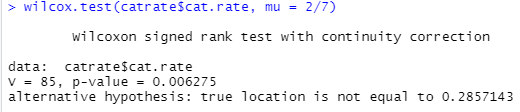 > wilcox.test(catrate$cat.rate, mu = 2/7)
Wilcoxon signed rank test with continuity correction
data:  catrate$cat.rate
V = 85, p-value = 0.006275
alternative hypothesis: true location is not equal to 0.2857143